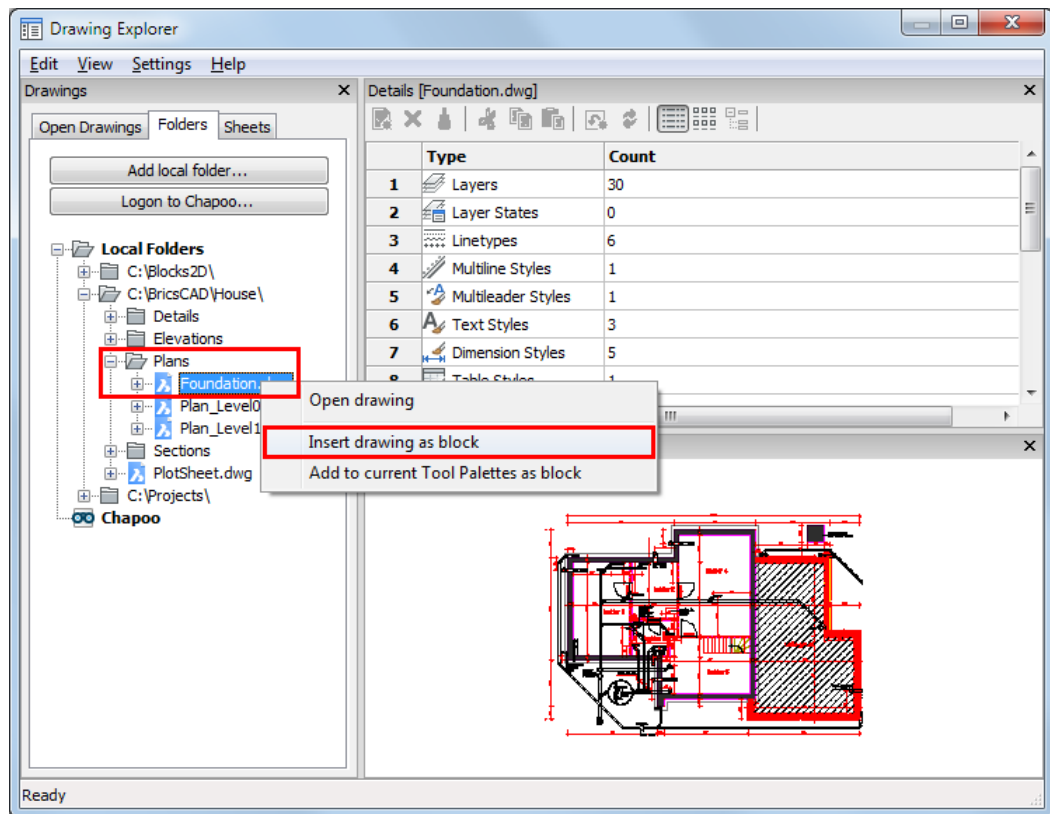 Drawing Explorer
Edit View Settings Help
Drawings
Open Drawings Folders Sheets
Add local folder...
Logon to Chapoo...
Local Folders
C:\Blocks2D\
C:\BricsCAD\House\
Details
Elevations
Plans
Foundation.
Plan_Level0
Plan_Level1
Sections
PlotSheet.dwg
C:\Projects\
Chapoo
Details [Foundation.dwg]
Type Count
1 Layers 30
2 Layer States 0
3 Linetypes 6
4 Multiline Styles 1
5 Multileader Styles 1
6 Text Styles 3
7 Dimension Styles 5
8 Table Styles 1
Open drawing
Insert drawing as block
Add to current Tool Palettes as block
Ready